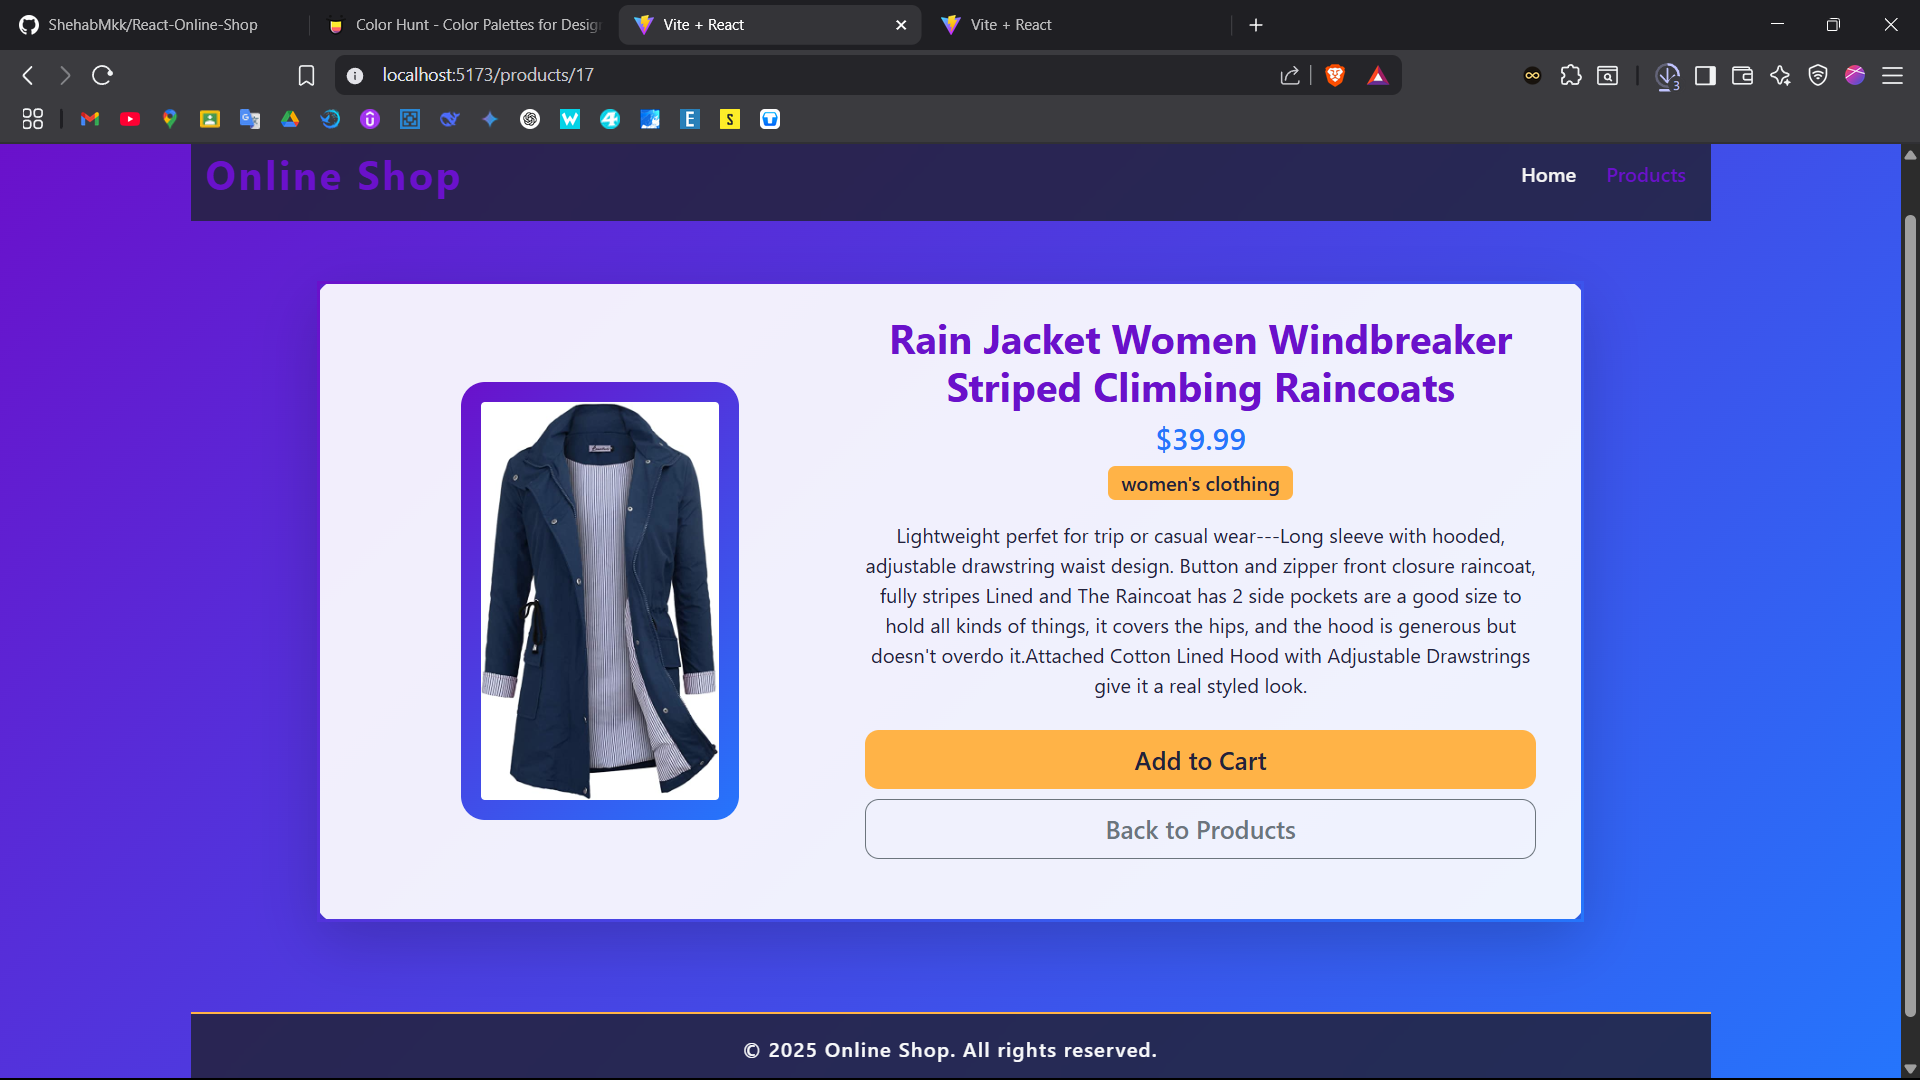 ShehabMkk/React-Online-Shop
Color Hunt - Color Palettes for Desig
Vite + React
Vite + React
localhost:5173/products/17
3
E
S
Online Shop
Home
Products
Rain Jacket Women Windbreaker
Striped Climbing Raincoats
$39.99
women's clothing
Lightweight perfet for trip or casual wear---Long sleeve with hooded,
adjustable drawstring waist design. Button and zipper front closure raincoat,
fully stripes Lined and The Raincoat has 2 side pockets are a good size to
hold all kinds of things, it covers the hips, and the hood is generous but
doesn't overdo it.Attached Cotton Lined Hood with Adjustable Drawstrings
give it a real styled look.
Add to Cart
Back to Products
© 2025 Online Shop. All rights reserved.